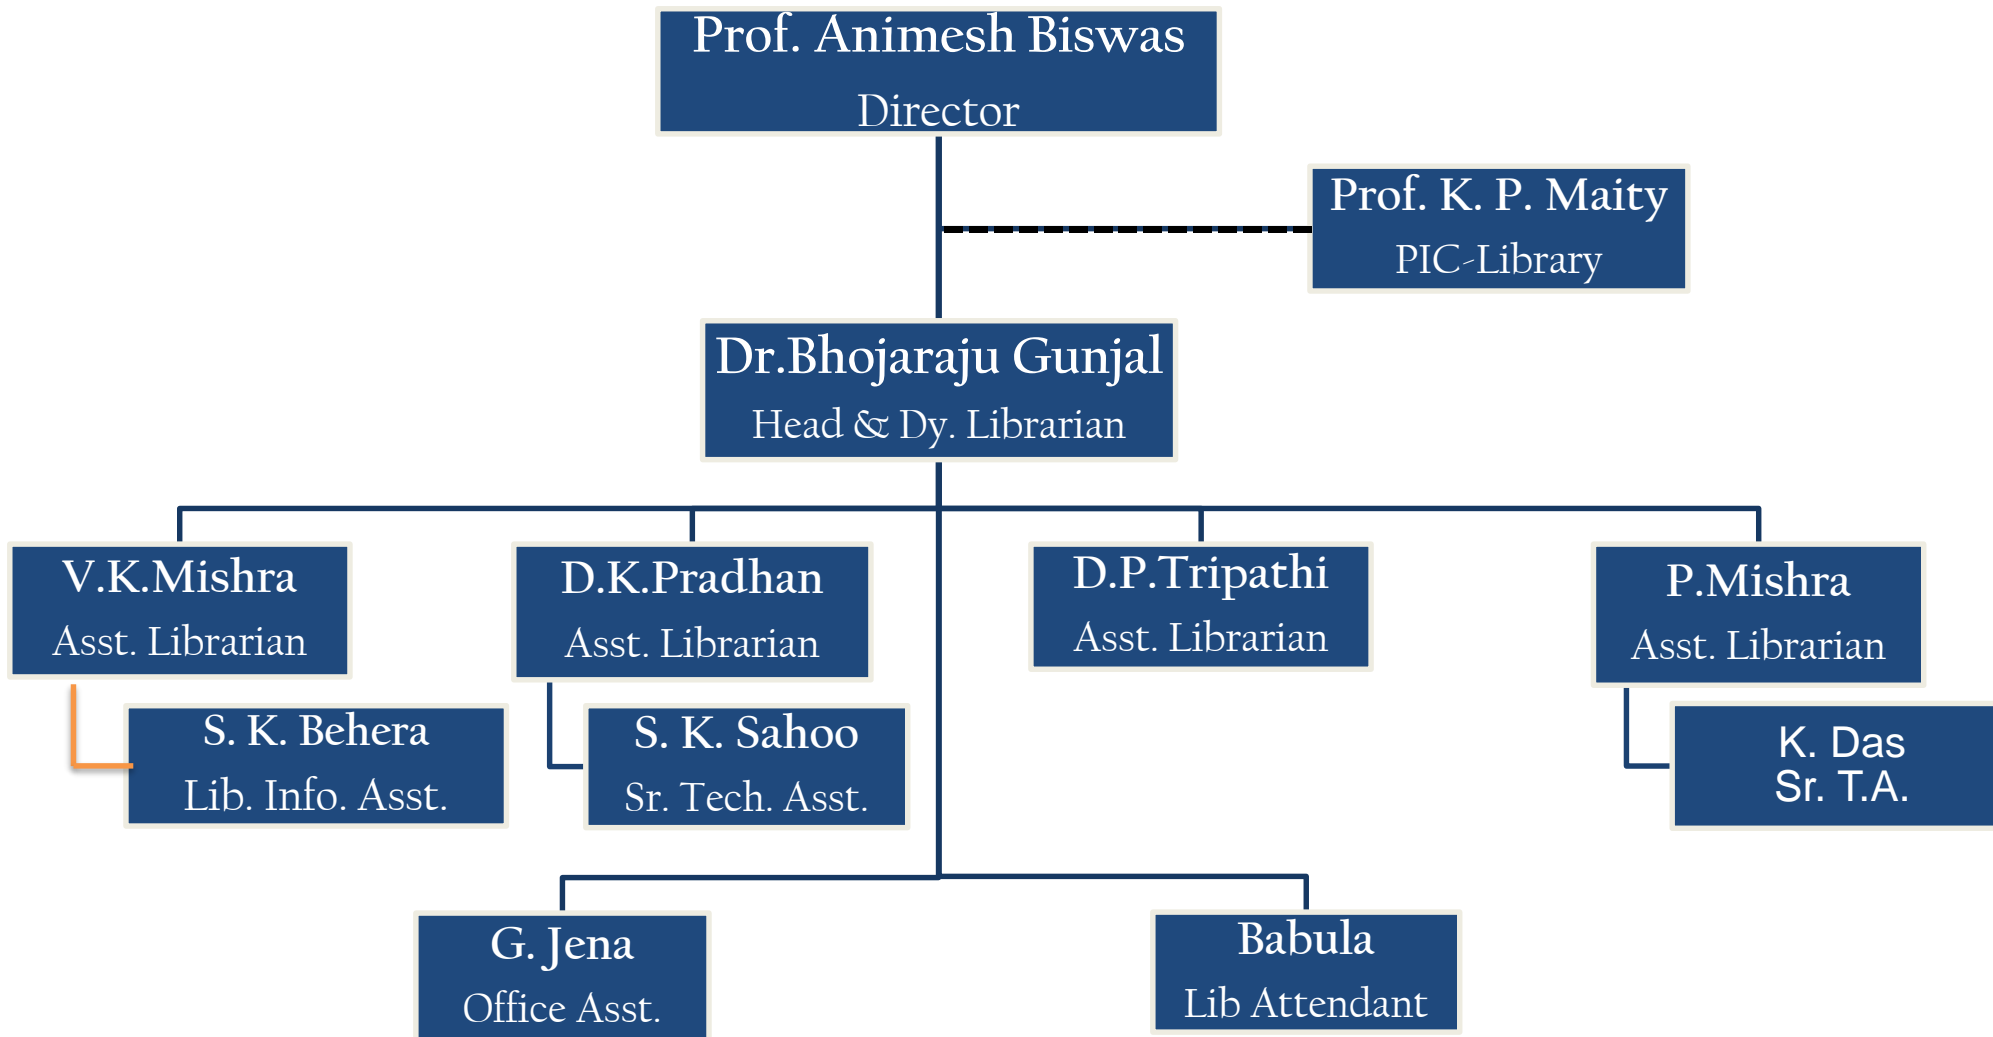 Prof. Animesh Biswas
Director
Prof. K. P. Maity
PIC-Library
Dr.Bhojaraju Gunjal
Head & Dy. Librarian
V.K.Mishra
Asst. Librarian
D.K.Pradhan
Asst. Librarian
D.P.Tripathi
Asst. Librarian
P.Mishra
Asst. Librarian
S. K. Behera
Lib. Info. Asst.
S. K. Sahoo
Sr. Tech. Asst.
K. Das
Sr. T.A.
G. Jena
Office Asst.
Babula
Lib Attendant